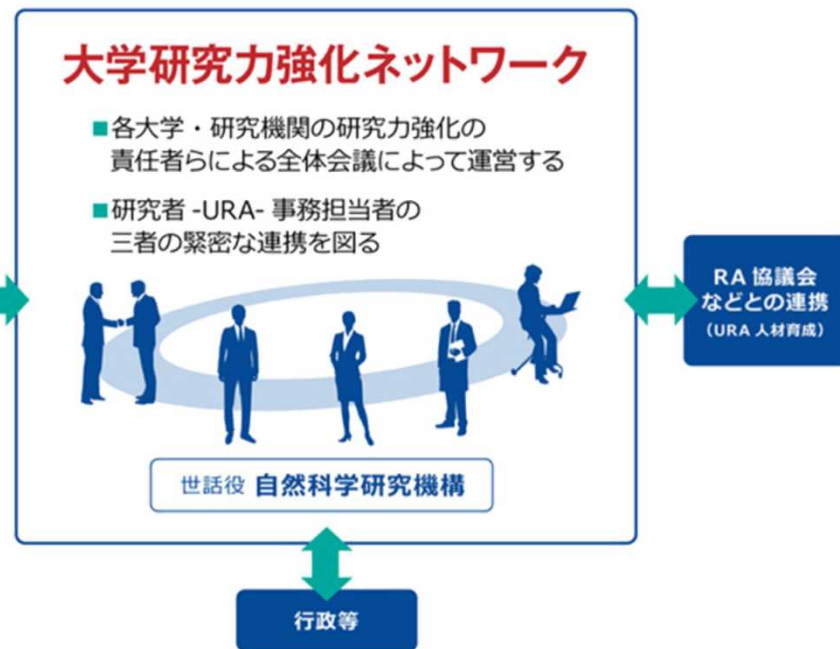 大学研究力強化ネットワーク
■各大学・研究機関の研究力強化の
責任者らによる全体会議によって運営する
■研究者 -URA- 事務担当者の
三者の緊密な連携を図る
RA 協議会
などとの連携
（URA 人材育成）
世話役 自然科学研究機構
行政等